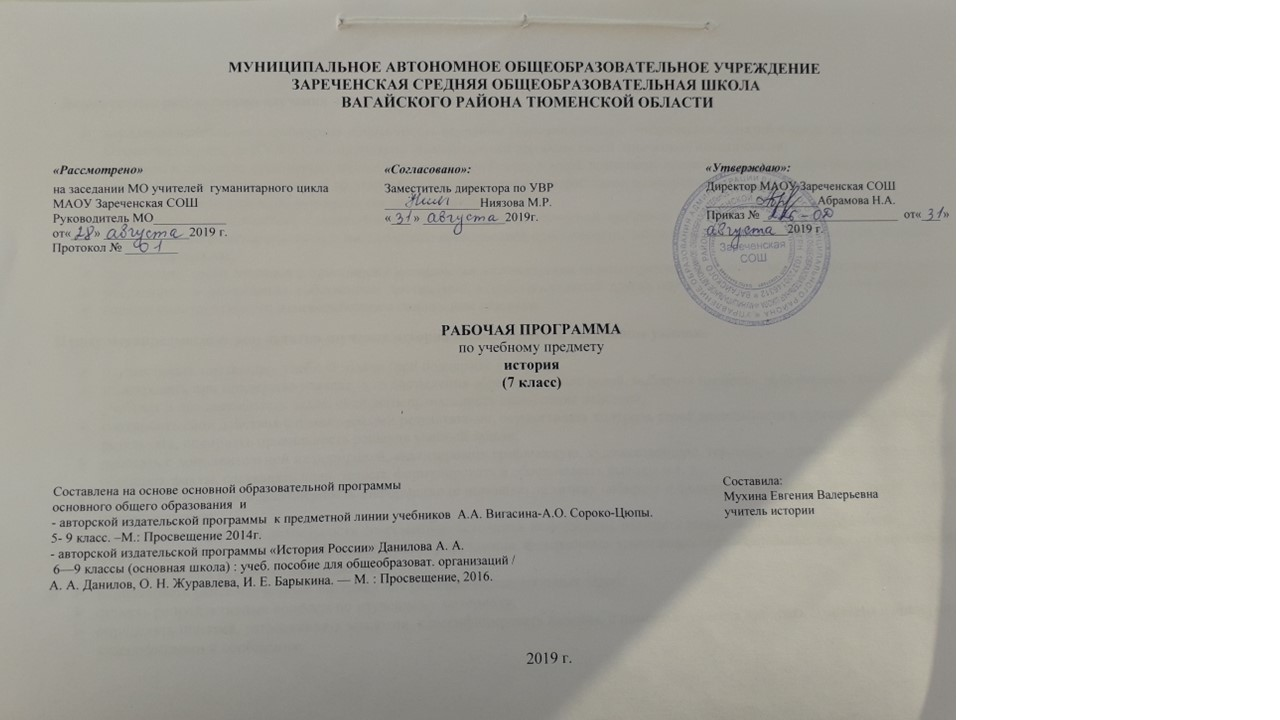 МУНИЦИПАЛЬНОЕ АВТОНОМНОЕ ОБЩЕОБРАЗОВАТЕЛЬНОЕ УЧРЕЖДЕНИЕ
ЗАРЕЧЕНСКАЯ СРЕДНЯЯ ОБЩЕОБРАЗОВАТЕЛЬНАЯ ШКОЛА
ВАГАЙСКОГО РАЙОНА ТЮМЕНСКОЙ ОБЛАСТИ
«Рассмотрено»
на заседании МО учителей гуманитарного цикла
МАОУ Зареченская СОШ
Руководитель МО
от« 28 » августа 2019 г.
Протокол № 1
«Согласовано»:
Заместитель директора по УВР
Ниязова М.Р.
« 31 » августа 2019г.
«Утверждаю»:
Директор МАОУ Зареченская СОШ
Абрамова Н.А.
Приказ № от« 31 »
августа 2019 г.
Зареченская
СОШ
РАБОЧАЯ ПРОГРАММА
по учебному предмету
история
(7 класс)
Составлена на основе основной образовательной программы
основного общего образования и
- авторской издательской программы к предметной линии учебников А.А. Вигасина-А.О. Сороко-Цюпы.
5- 9 класс. –М.: Просвещение 2014г.
- авторской издательской программы «История России» Данилова А. А.
6—9 классы (основная школа) : учеб. пособие для общеобразоват. организаций /
А. А. Данилов, О. Н. Журавлева, И. Е. Барыкина. — М. : Просвещение, 2016.
Составила:
Мухина Евгения Валерьевна
учитель истории
2019 г.